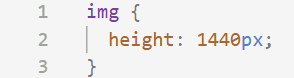 1 img {
2 height: 1440px;
3 }